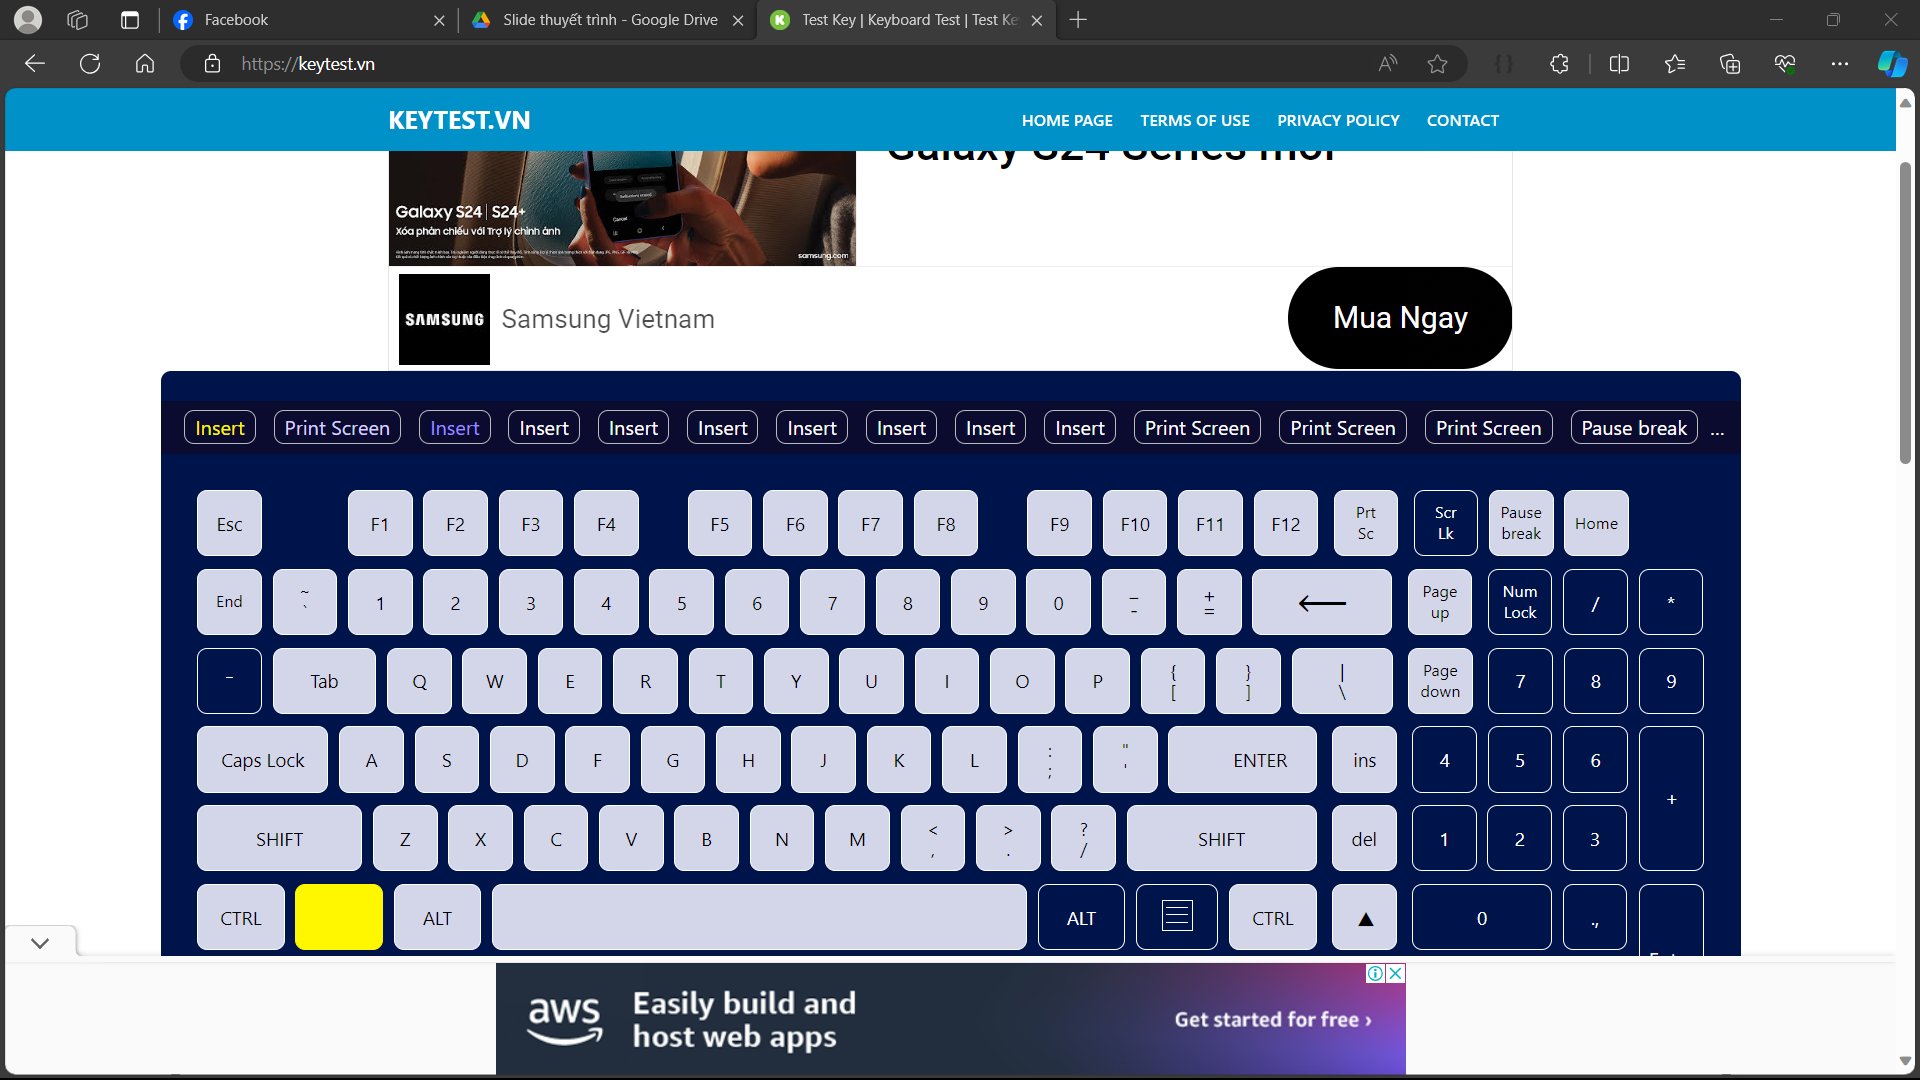 Facebook
Slide thuyết trình - Google Drive
Test Key | Keyboard Test | Test Ke
https://keytest.vn
KEYTEST.VN
HOME PAGE
TERMS OF USE
PRIVACY POLICY
CONTACT
Galaxy S24 Series mới
Galaxy S24 | S24+
Xóa phản chiếu với Trợ lý chỉnh ảnh
samsung.com
SAMSUNG
Samsung Vietnam
Mua Ngay
Insert Print Screen Insert Insert Insert Insert Insert Insert Insert Insert Print Screen Print Screen Print Screen Pause break ...
Esc F1 F2 F3 F4 F5 F6 F7 F8 F9 F10 F11 F12 Prt Sc Scr Lk Pause break Home
End ~ ` 1 2 3 4 5 6 7 8 9 0 _ - + = ⟵ Page up Num Lock / *
- Tab Q W E R T Y U I O P { [ } ] | \ Page down 7 8 9
Caps Lock A S D F G H J K L : ; " ' ENTER ins 4 5 6 +
SHIFT Z X C V B N M < , > . ? / SHIFT del 1 2 3
CTRL ALT ALT CTRL ▲ 0 .,
aws
Easily build and
host web apps
Get started for free ›